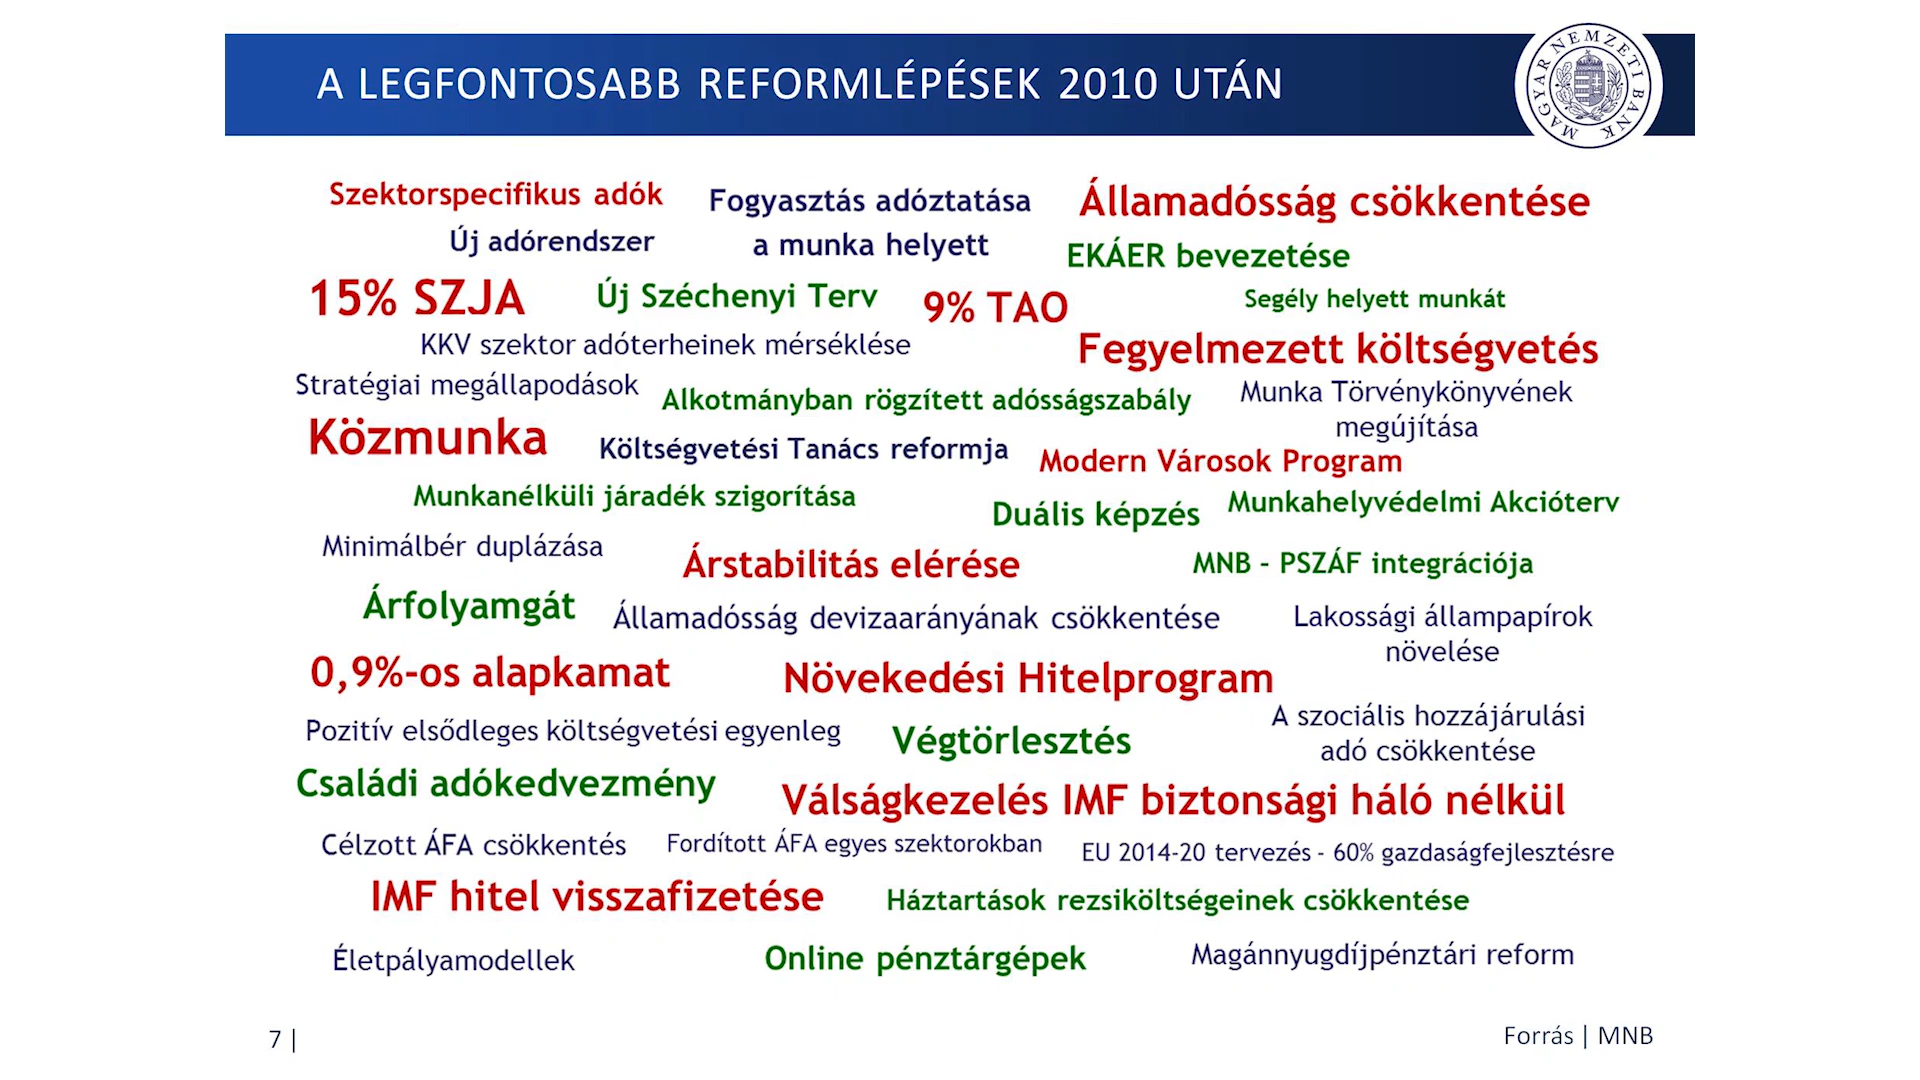 A LEGFONTOSABB REFORMLÉPÉSEK 2010 UTÁN
MAGYAR NEMZETI BANK
Szektorspecifikus adók
Fogyasztás adóztatása
a munka helyett
Államadósság csökkentése
Új adórendszer
EKÁER bevezetése
15% SZJA
Új Széchenyi Terv
9% TAO
Segély helyett munkát
KKV szektor adóterheinek mérséklése
Fegyelmezett költségvetés
Stratégiai megállapodások
Alkotmányban rögzített adósságszabály
Munka Törvénykönyvének
megújítása
Közmunka
Költségvetési Tanács reformja
Modern Városok Program
Munkanélküli járadék szigorítása
Duális képzés
Munkahelyvédelmi Akcióterv
Minimálbér duplázása
Árstabilitás elérése
MNB - PSZÁF integrációja
Árfolyamgát
Államadósság devizaarányának csökkentése
Lakossági állampapírok
növelése
0,9%-os alapkamat
Növekedési Hitelprogram
Pozitív elsődleges költségvetési egyenleg
Végtörlesztés
A szociális hozzájárulási
adó csökkentése
Családi adókedvezmény
Válságkezelés IMF biztonsági háló nélkül
Célzott ÁFA csökkentés
Fordított ÁFA egyes szektorokban
EU 2014-20 tervezés - 60% gazdaságfejlesztésre
IMF hitel visszafizetése
Háztartások rezsiköltségeinek csökkentése
Életpályamodellek
Online pénztárgépek
Magánnyugdíjpénztári reform
7 |
Forrás | MNB